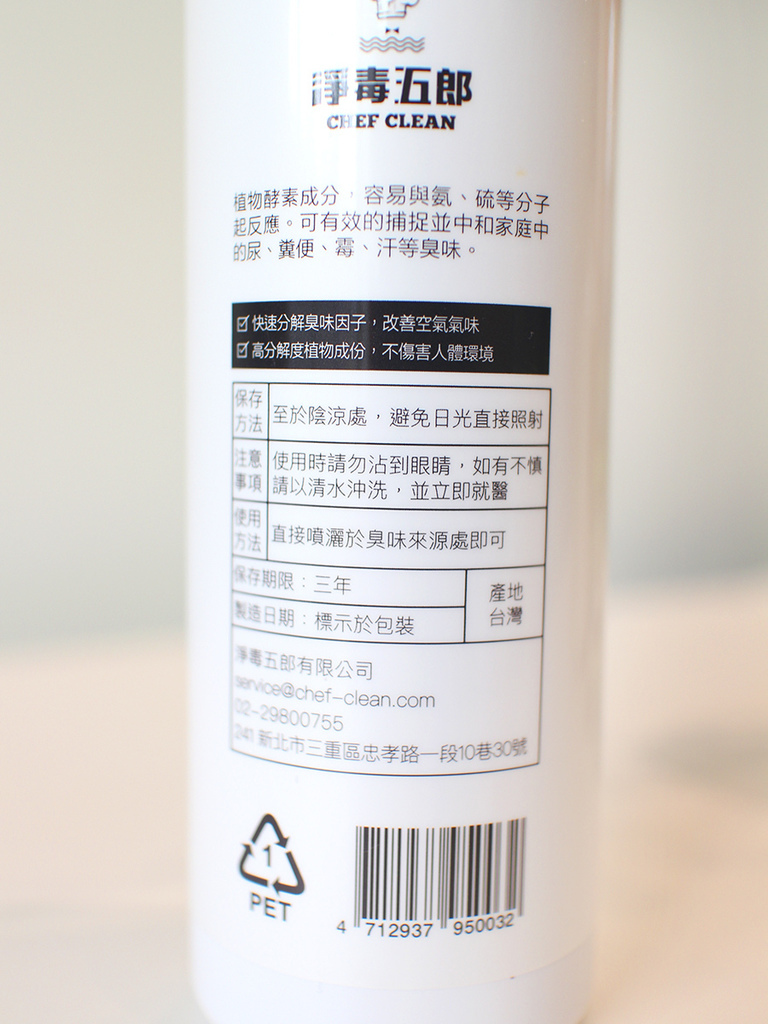 淨毒五郎
CHEF CLEAN
植物酵素成分，容易與氨、硫等分子
起反應。可有效的捕捉並中和家庭中
的尿、糞便、霉、汗等臭味。
快速分解臭味因子，改善空氣氣味
高分解度植物成份，不傷害人體環境
保存方法
至於陰涼處，避免日光直接照射
注意事項
使用時請勿沾到眼睛，如有不慎
請以清水沖洗，並立即就醫
使用方法
直接噴灑於臭味來源處即可
保存期限：三年
製造日期：標示於包裝
產地
台灣
淨毒五郎有限公司
service@chef-clean.com
02-29800755
241 新北市三重區忠孝路一段10巷30號
1
PET
4 712937 950032